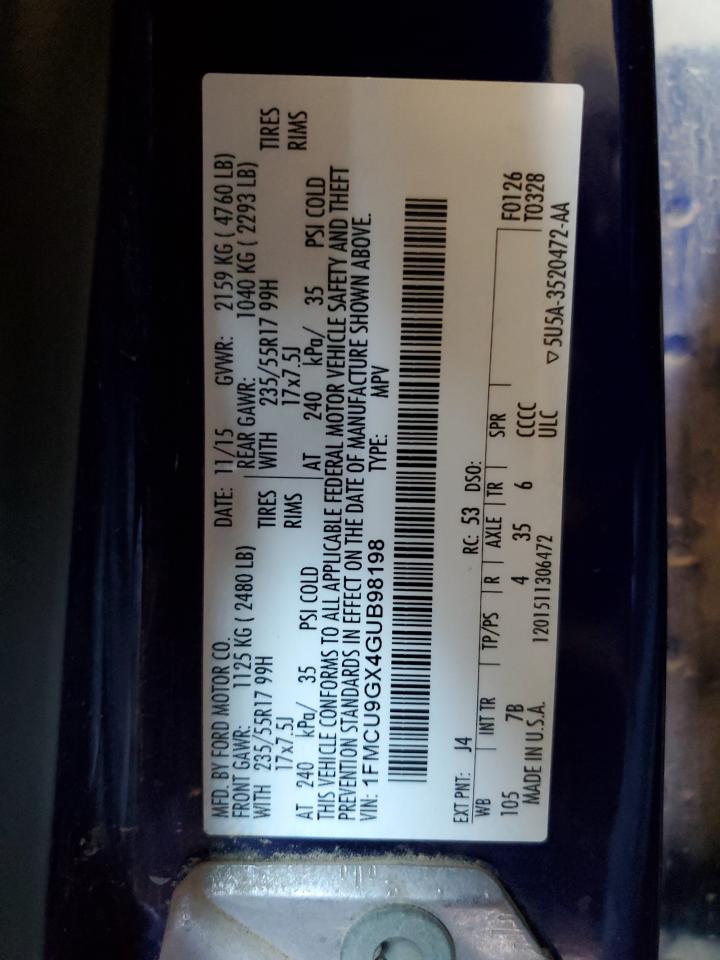 MFD. BY FORD MOTOR CO. DATE: 11/15 GVWR: 2159 KG ( 4760 LB)
FRONT GAWR: 1125 KG ( 2480 LB) REAR GAWR: 1040 KG ( 2293 LB)
WITH 235/55R17 99H TIRES WITH 235/55R17 99H TIRES
17x7.5J RIMS 17x7.5J RIMS
AT 240 kPa/ 35 PSI COLD AT 240 kPa/ 35 PSI COLD
THIS VEHICLE CONFORMS TO ALL APPLICABLE FEDERAL MOTOR VEHICLE SAFETY AND THEFT
PREVENTION STANDARDS IN EFFECT ON THE DATE OF MANUFACTURE SHOWN ABOVE.
VIN: 1FMCU9GX4GUB98198 TYPE: MPV
EXT PNT: J4 RC: 53 DSO:
WB INT TR TP/PS R AXLE TR SPR F0126
105 7B 4 35 6 CCCC T0328
MADE IN U.S.A. 1201511306472 ULC ▽5U5A-3520472-AA